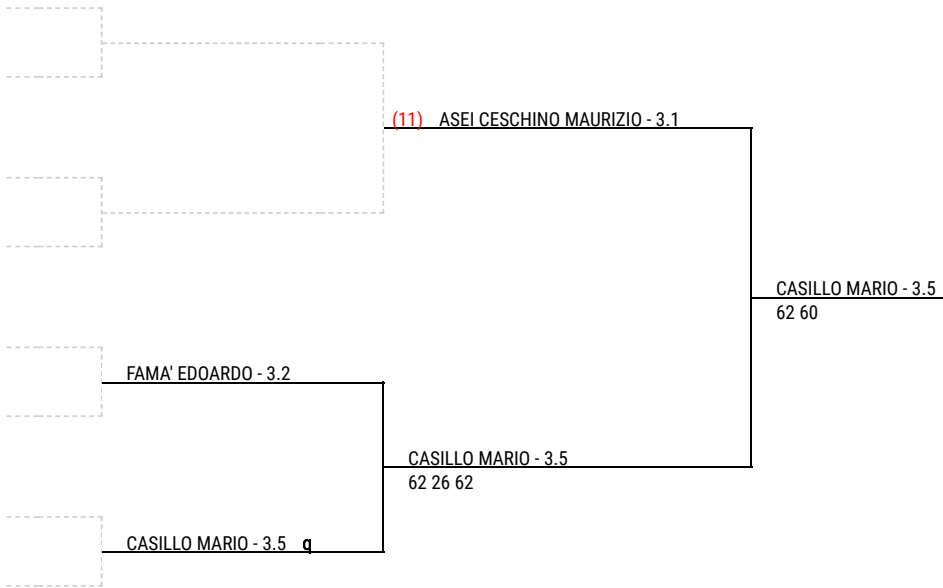 (11) ASEI CESCHINO MAURIZIO - 3.1
CASILLO MARIO - 3.5
62 60
FAMA' EDOARDO - 3.2
CASILLO MARIO - 3.5
62 26 62
CASILLO MARIO - 3.5 q